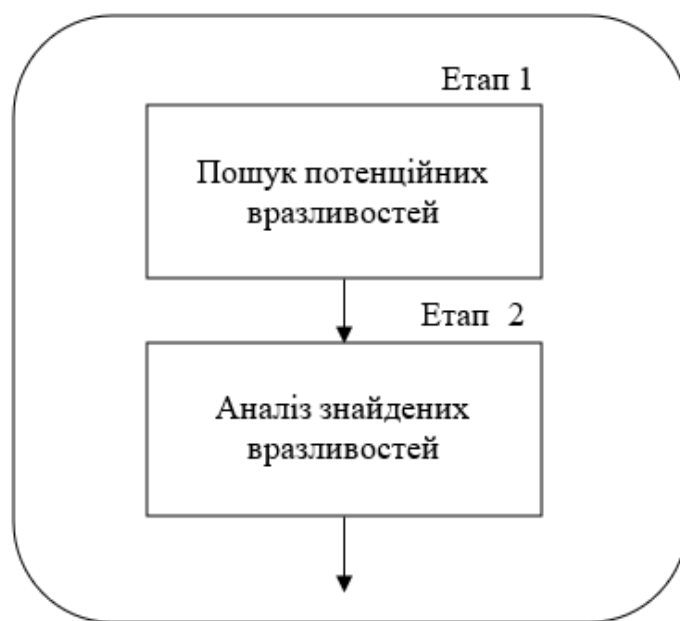 Етап 1
Пошук потенційних
вразливостей
Етап 2
Аналіз знайдених
вразливостей